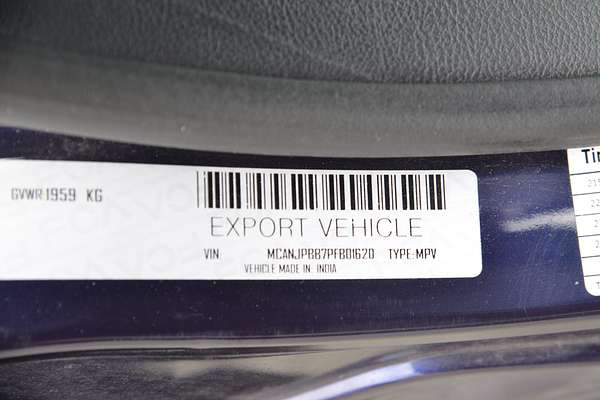 GVWR:1959 KG
EXPORT VEHICLE
VIN MCANJPBB7PFB01620 TYPE:MPV
VEHICLE MADE IN INDIA